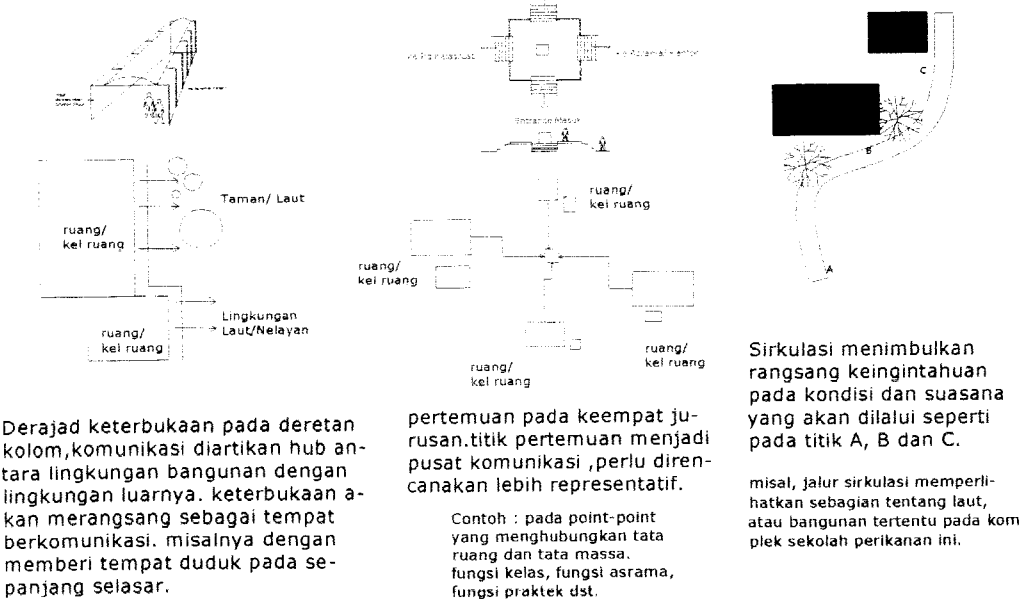 Taman/ Laut
ruang/
kel ruang
Lingkungan
Laut/Nelayan
ruang/
kel ruang
Derajad keterbukaan pada deretan
kolom,komunikasi diartikan hub an-
tara lingkungan bangunan dengan
lingkungan luarnya. keterbukaan a-
kan merangsang sebagai tempat
berkomunikasi. misalnya dengan
memberi tempat duduk pada se-
panjang selasar.
Entrance Masuk
ruang/
kel ruang
ruang/
kel ruang
ruang/
kel ruang
ruang/
kel ruang
pertemuan pada keempat ju-
rusan.titik pertemuan menjadi
pusat komunikasi ,perlu diren-
canakan lebih representatif.
Contoh : pada point-point
yang menghubungkan tata
ruang dan tata massa.
fungsi kelas, fungsi asrama,
fungsi praktek dst.
C
B
A
Sirkulasi menimbulkan
rangsang keingintahuan
pada kondisi dan suasana
yang akan dilalui seperti
pada titik A, B dan C.
misal, jalur sirkulasi memperli-
hatkan sebagian tentang laut,
atau bangunan tertentu pada kom
plek sekolah perikanan ini.